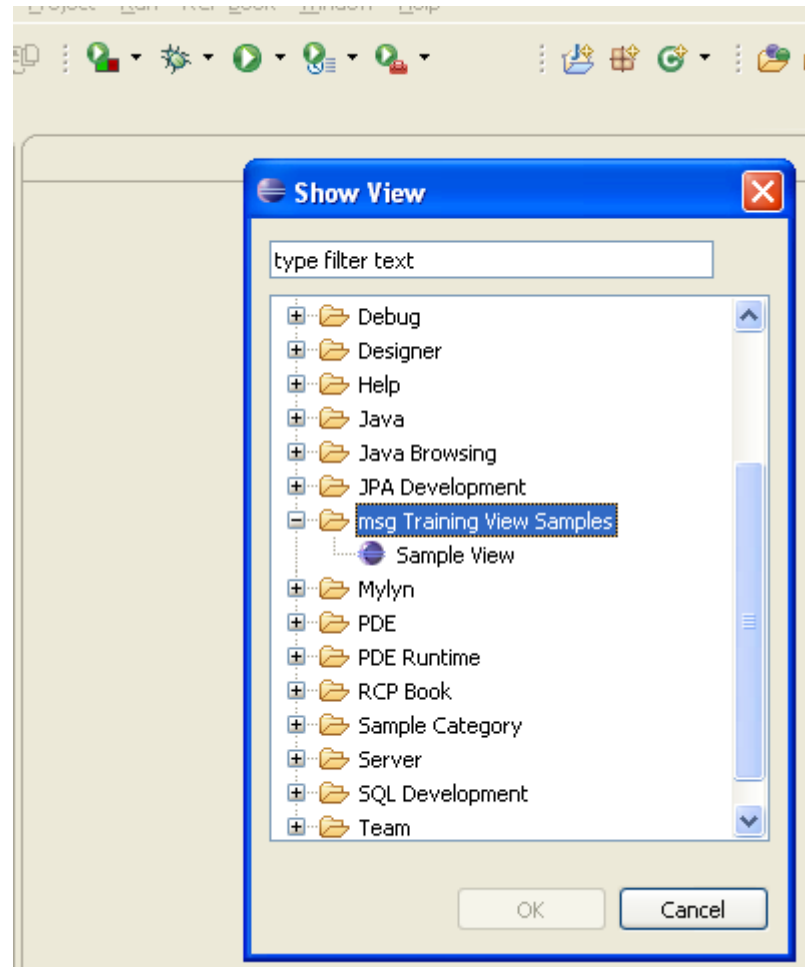 Show View
type filter text
Debug
Designer
Help
Java
Java Browsing
JPA Development
msg Training View Samples
Sample View
Mylyn
PDE
PDE Runtime
RCP Book
Sample Category
Server
SQL Development
Team
OK
Cancel